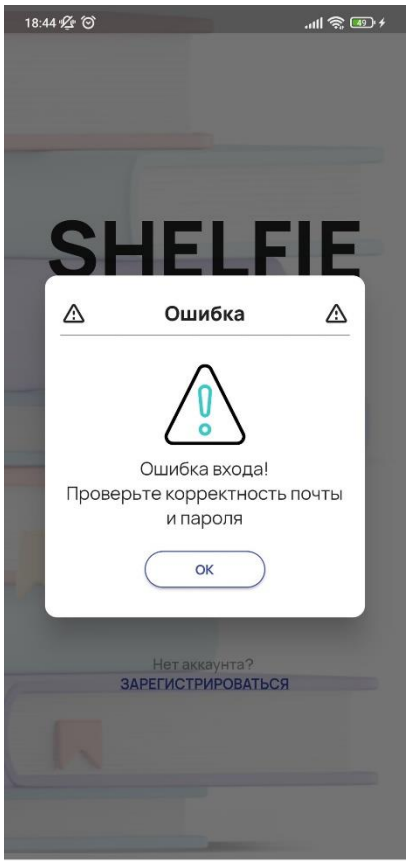 18:44
49
SHELFIE
Ошибка
Ошибка входа!
Проверьте корректность почты
и пароля
ОК
Нет аккаунта?
ЗАРЕГИСТРИРОВАТЬСЯ